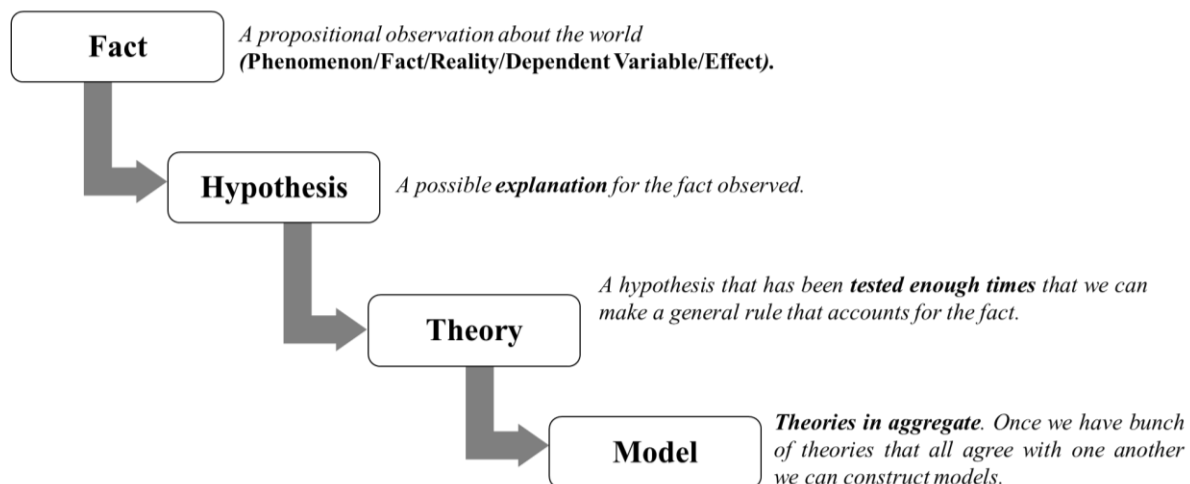 Fact
A propositional observation about the world
(Phenomenon/Fact/Reality/Dependent Variable/Effect).
Hypothesis
A possible explanation for the fact observed.
Theory
A hypothesis that has been tested enough times that we can
make a general rule that accounts for the fact.
Model
Theories in aggregate. Once we have bunch
of theories that all agree with one another
we can construct models.